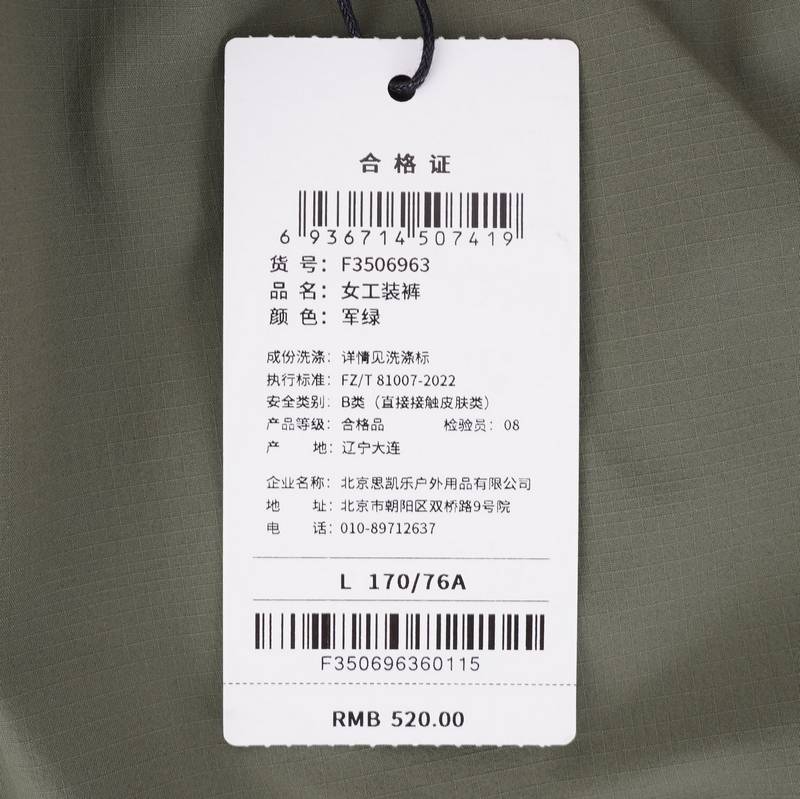 合格证
6 936714 507419
货 号： F3506963
品 名： 女工装裤
颜 色： 军绿
成份洗涤： 详情见洗涤标
执行标准： FZ/T 81007-2022
安全类别： B类（直接接触皮肤类）
产品等级： 合格品 检验员： 08
产 地： 辽宁大连
企业名称： 北京思凯乐户外用品有限公司
地 址： 北京市朝阳区双桥路9号院
电 话： 010-89712637
L 170/76A
F350696360115
RMB 520.00